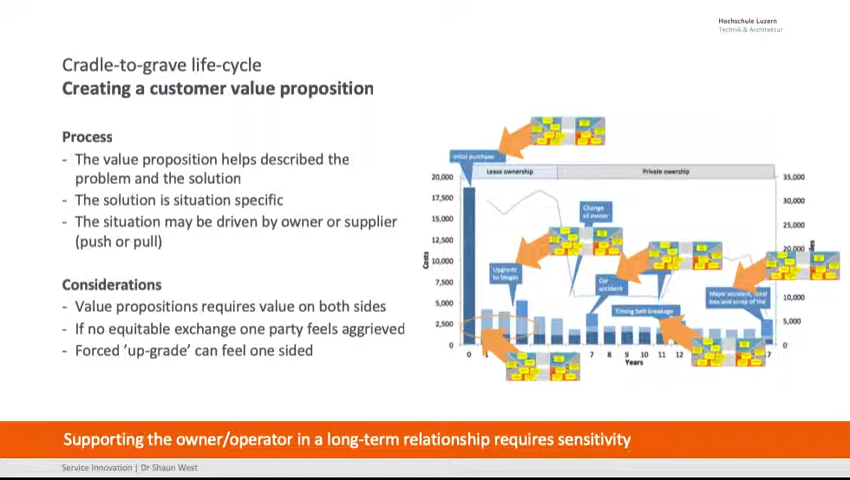 Hochschule Luzern
Technik & Architektur
Cradle-to-grave life-cycle
Creating a customer value proposition
Process
- The value proposition helps described the
problem and the solution
- The solution is situation specific
- The situation may be driven by owner or supplier
(push or pull)
Considerations
- Value propositions requires value on both sides
- If no equitable exchange one party feels aggrieved
- Forced 'up-grade' can feel one sided
Initial purchase
Lease ownership
Private owership
20,000
17,500
15,000
12,500
10,000
7,500
5,000
2,500
0
Costs
35,000
30,000
25,000
20,000
10,000
5,000
0
Change
of owner
Upgrade
to biogas
Car
accident
Timing belt breakage
Major accident, total
loss and scrap of the
0
7
8
9
10
11
12
7
Years
Supporting the owner/operator in a long-term relationship requires sensitivity
Service Innovation | Dr Shaun West